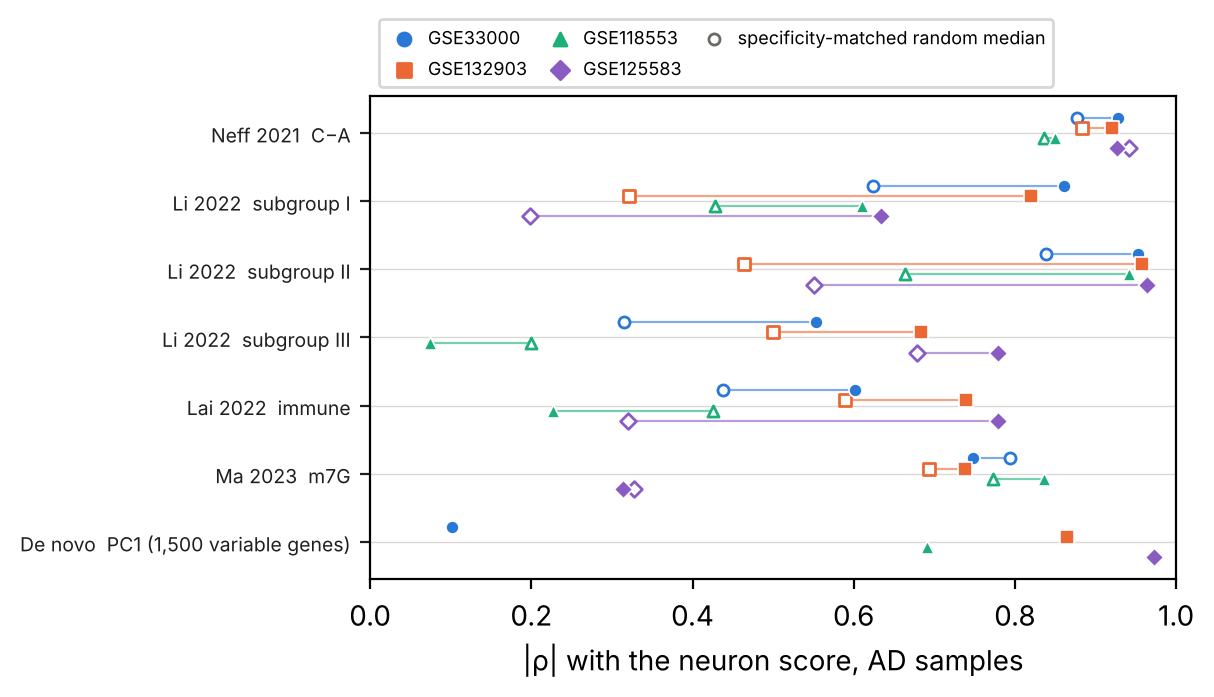 GSE33000 GSE118553 specificity-matched random median
GSE132903 GSE125583
Neff 2021 C−A
Li 2022 subgroup I
Li 2022 subgroup II
Li 2022 subgroup III
Lai 2022 immune
Ma 2023 m7G
De novo PC1 (1,500 variable genes)
0.0 0.2 0.4 0.6 0.8 1.0
|ρ| with the neuron score, AD samples